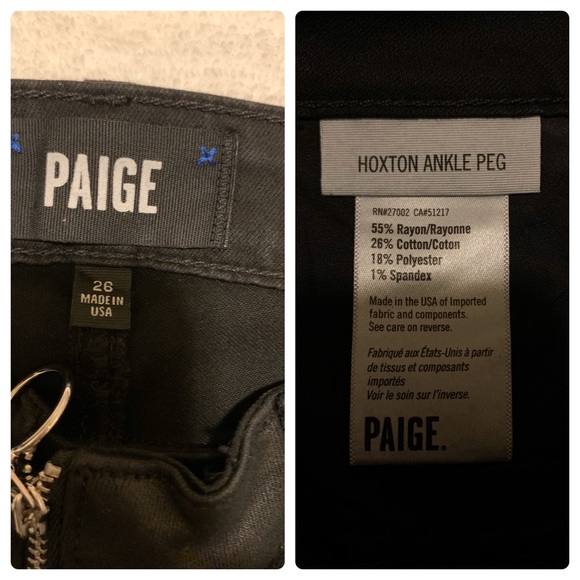 PAIGE
26
MADE IN
USA
HOXTON ANKLE PEG
RN#27002 CA#51217
55% Rayon/Rayonne
26% Cotton/Coton
18% Polyester
1% Spandex
Made in the USA of Imported
fabric and components.
See care on reverse.
Fabriqué aux États-Unis à partir
de tissus et composants
importés
Voir le soin sur l'inverse.
PAIGE.